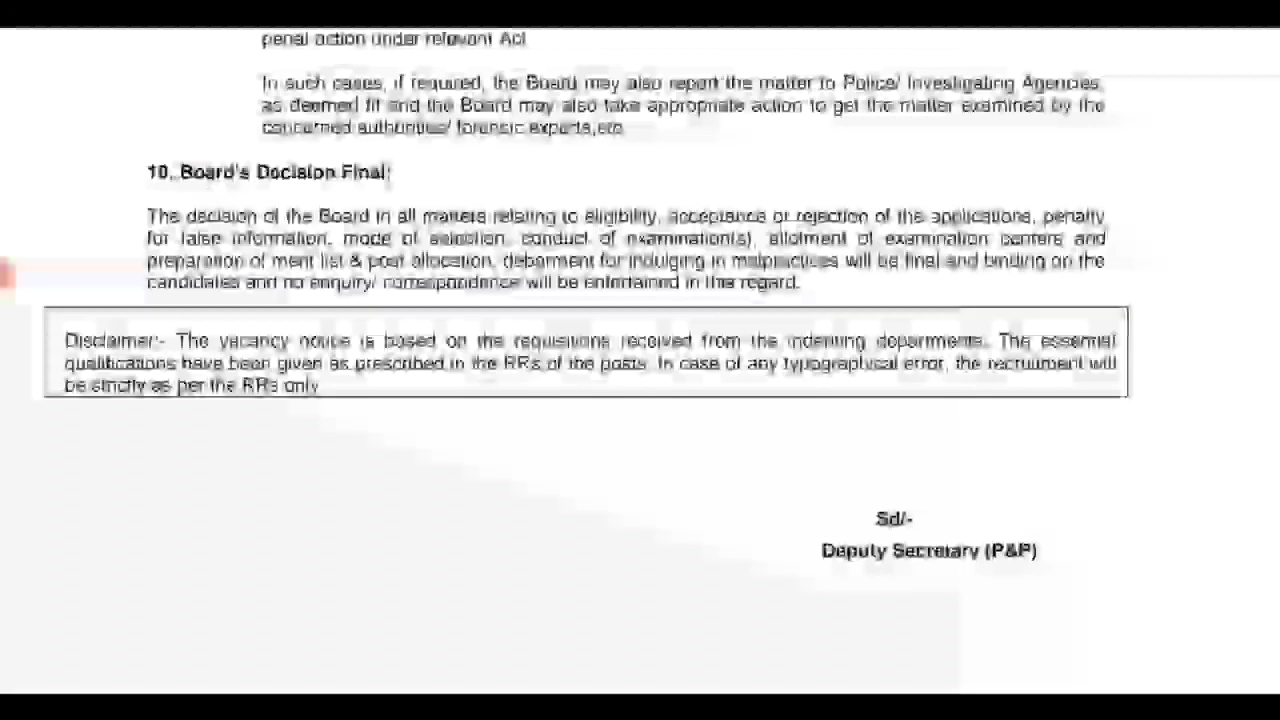 penal action under relevant Act
In such cases, if required, the Board may also report the matter to Police/ Investigating Agencies,
as deemed fit and the Board may also take appropriate action to get the matter examined by the
concerned authorities/ forensic experts,etc
10. Board's Decision Final:
The decision of the Board in all matters relating to eligibility, acceptance or rejection of the applications, penalty
for false information, mode of selection, conduct of examination(s), allotment of examination centers and
preparation of merit list & post allocation, debarment for indulging in malpractices will be final and binding on the
candidates and no enquiry/ correspondence will be entertained in this regard.
Disclaimer:- The vacancy notice is based on the requisitions received from the indenting departments. The essential
qualifications have been given as prescribed in the RRs of the posts. In case of any typographical error, the recruitment will
be strictly as per the RRs only
Sd/-
Deputy Secretary (P&P)